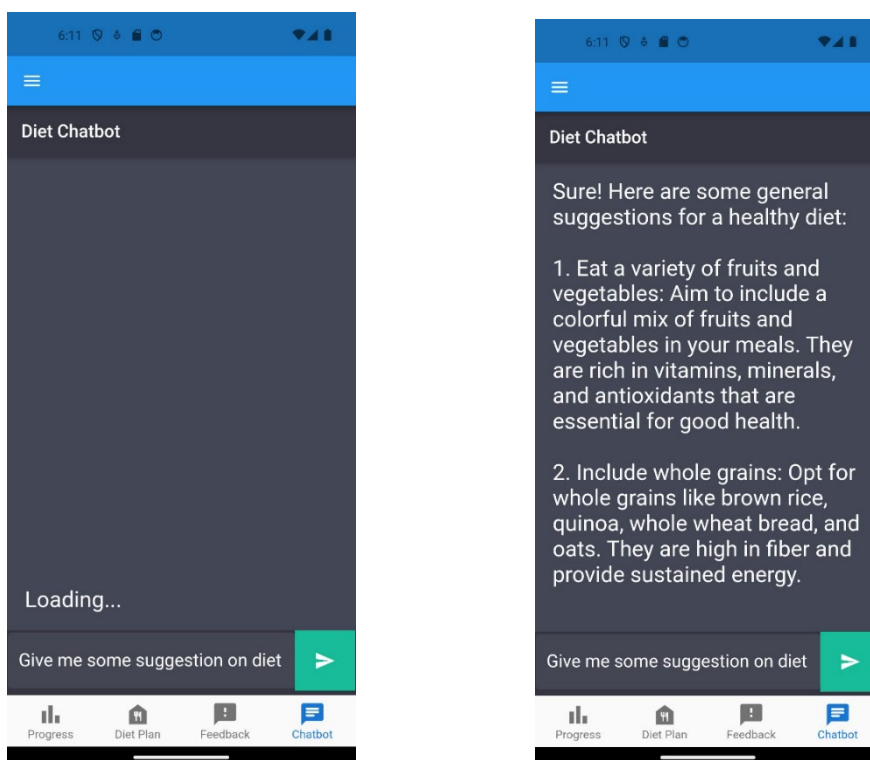 6:11
Diet Chatbot
Loading...
Give me some suggestion on diet
Progress Diet Plan Feedback Chatbot
6:11
Diet Chatbot
Sure! Here are some general
suggestions for a healthy diet:
1. Eat a variety of fruits and
vegetables: Aim to include a
colorful mix of fruits and
vegetables in your meals. They
are rich in vitamins, minerals,
and antioxidants that are
essential for good health.
2. Include whole grains: Opt for
whole grains like brown rice,
quinoa, whole wheat bread, and
oats. They are high in fiber and
provide sustained energy.
Give me some suggestion on diet
Progress Diet Plan Feedback Chatbot